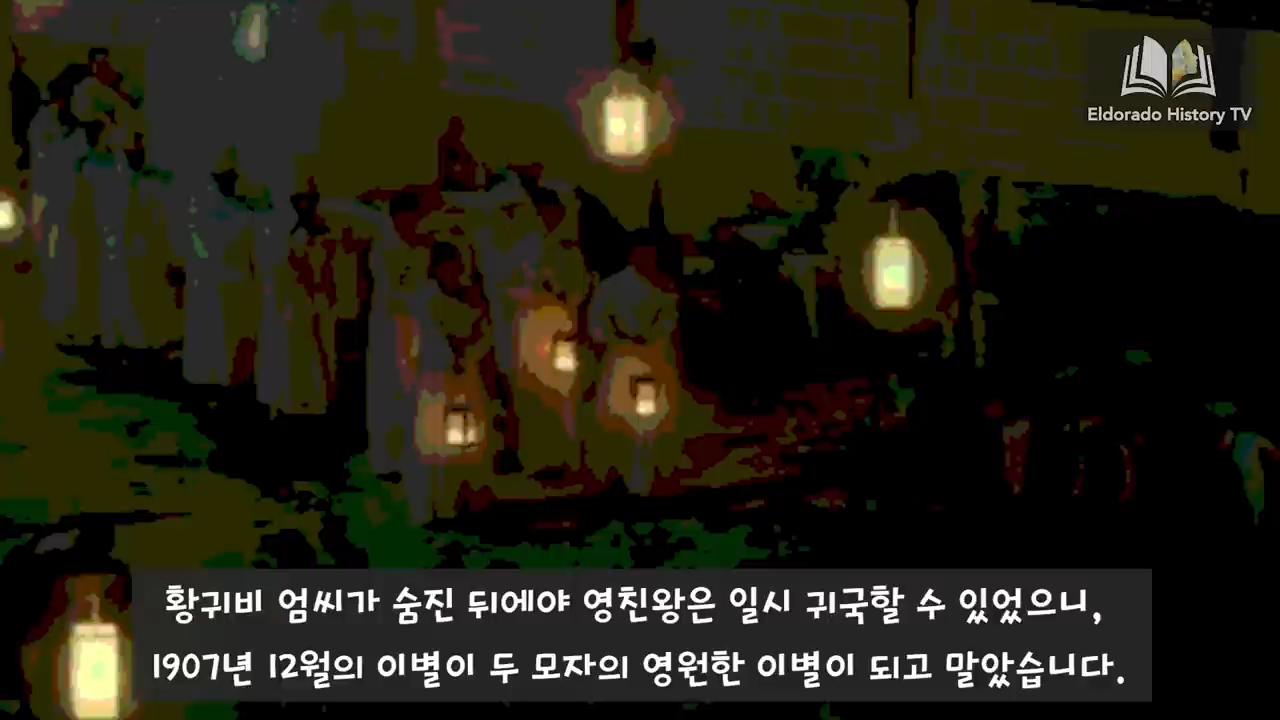 Eldorado History TV
황귀비 엄씨가 숨진 뒤에야 영친왕은 일시 귀국할 수 있었으니,
1907년 12월의 이별이 두 모자의 영원한 이별이 되고 말았습니다.